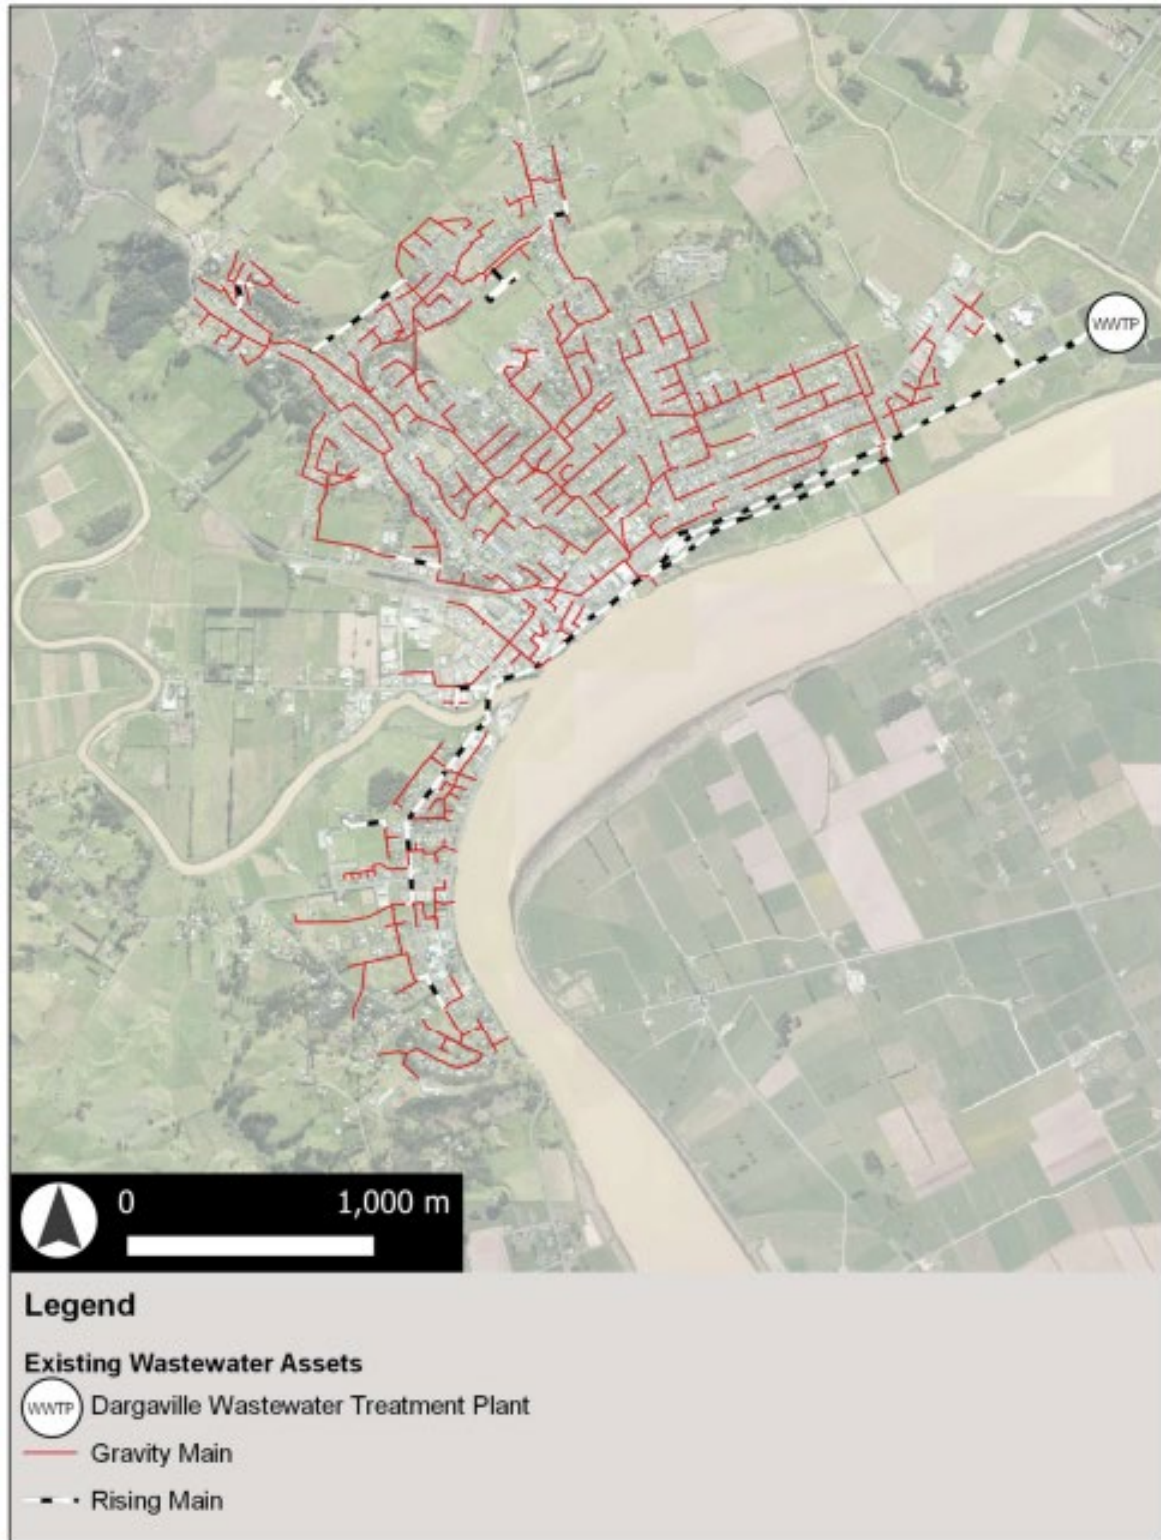 WWTP
0 1,000 m
Legend
Existing Wastewater Assets
WWTP Dargaville Wastewater Treatment Plant
Gravity Main
Rising Main